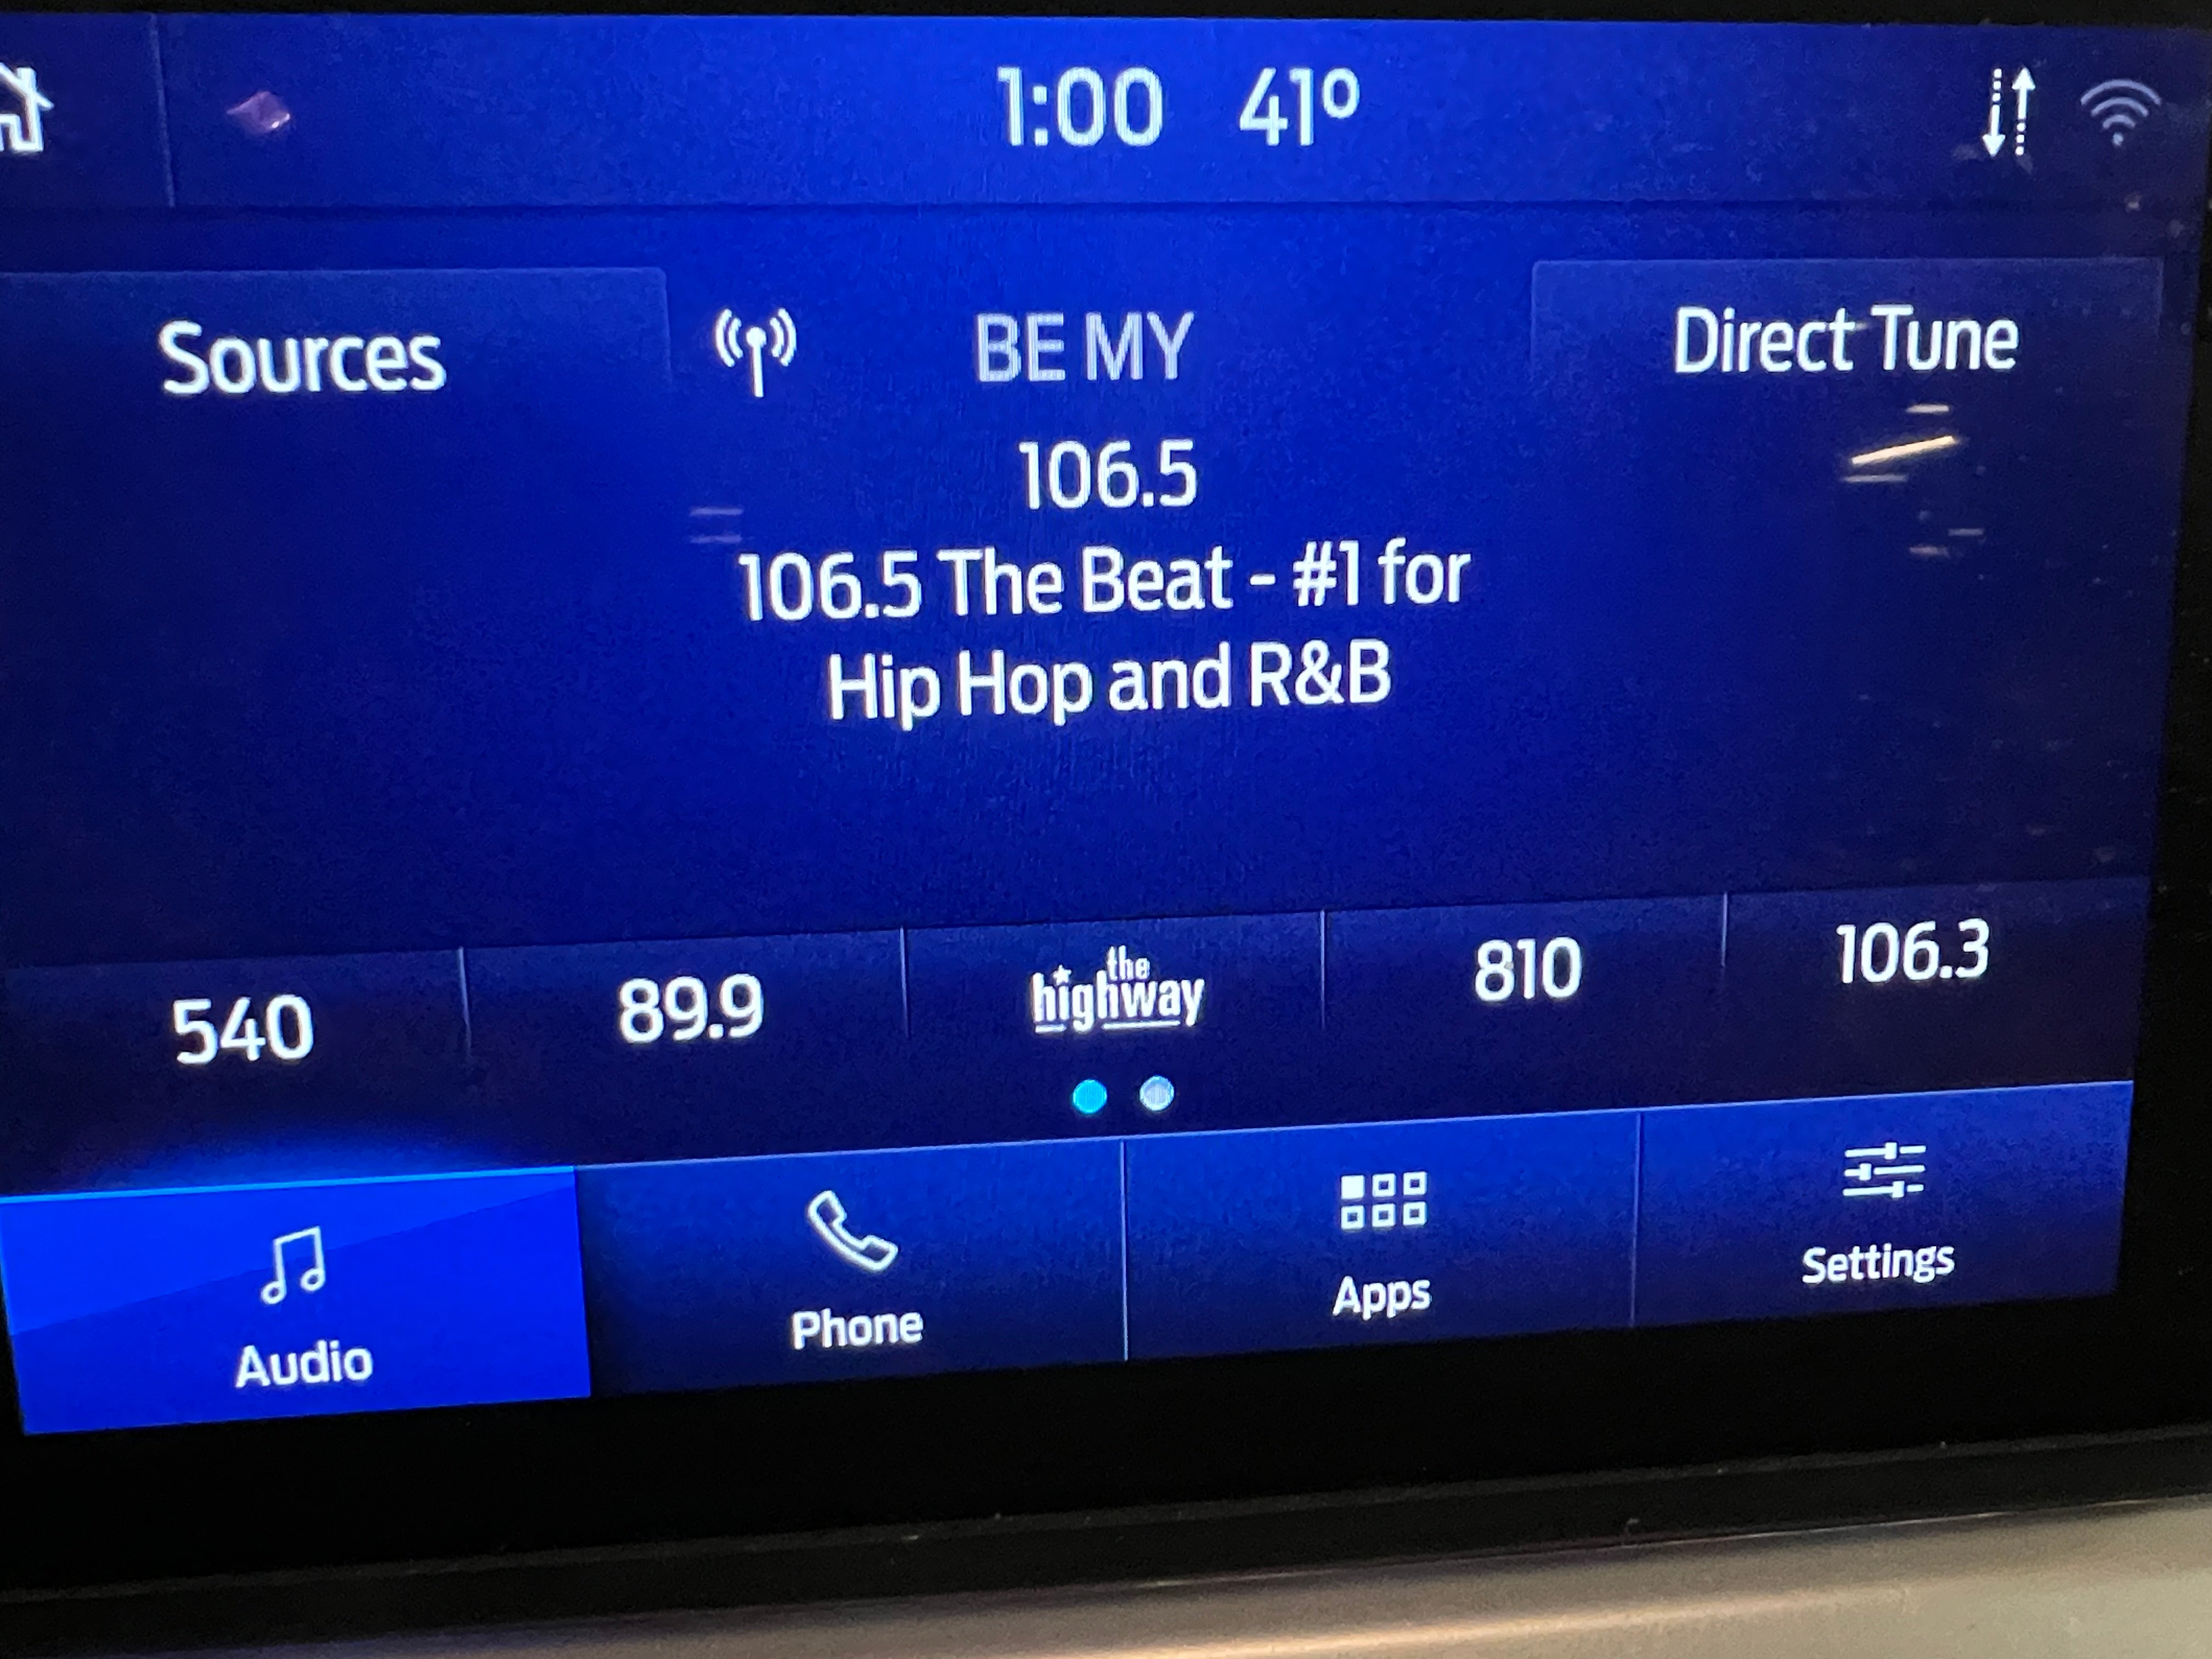 1:00 41°
Sources
BE MY
Direct Tune
106.5
106.5 The Beat - #1 for
Hip Hop and R&B
540 89.9 the highway 810 106.3
Audio Phone Apps Settings